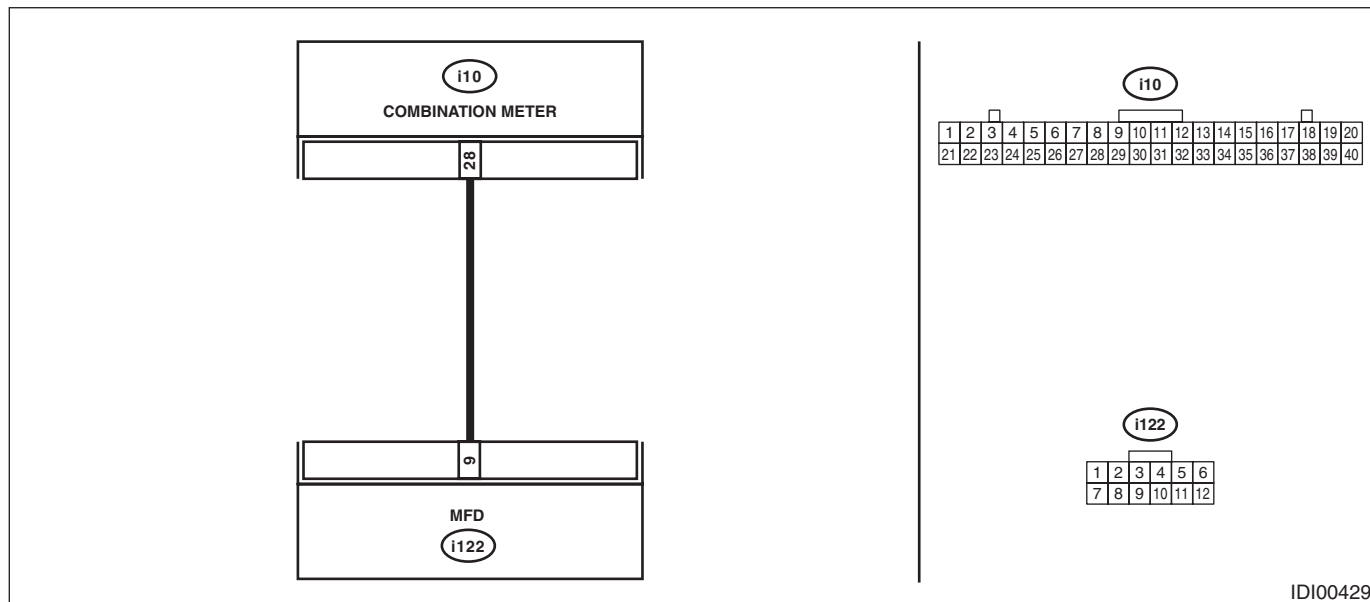 i10
COMBINATION METER
28
9
MFD
i122
i10
1 2 3 4 5 6 7 8 9 10 11 12 13 14 15 16 17 18 19 20
21 22 23 24 25 26 27 28 29 30 31 32 33 34 35 36 37 38 39 40
i122
1 2 3 4 5 6
7 8 9 10 11 12
IDI00429